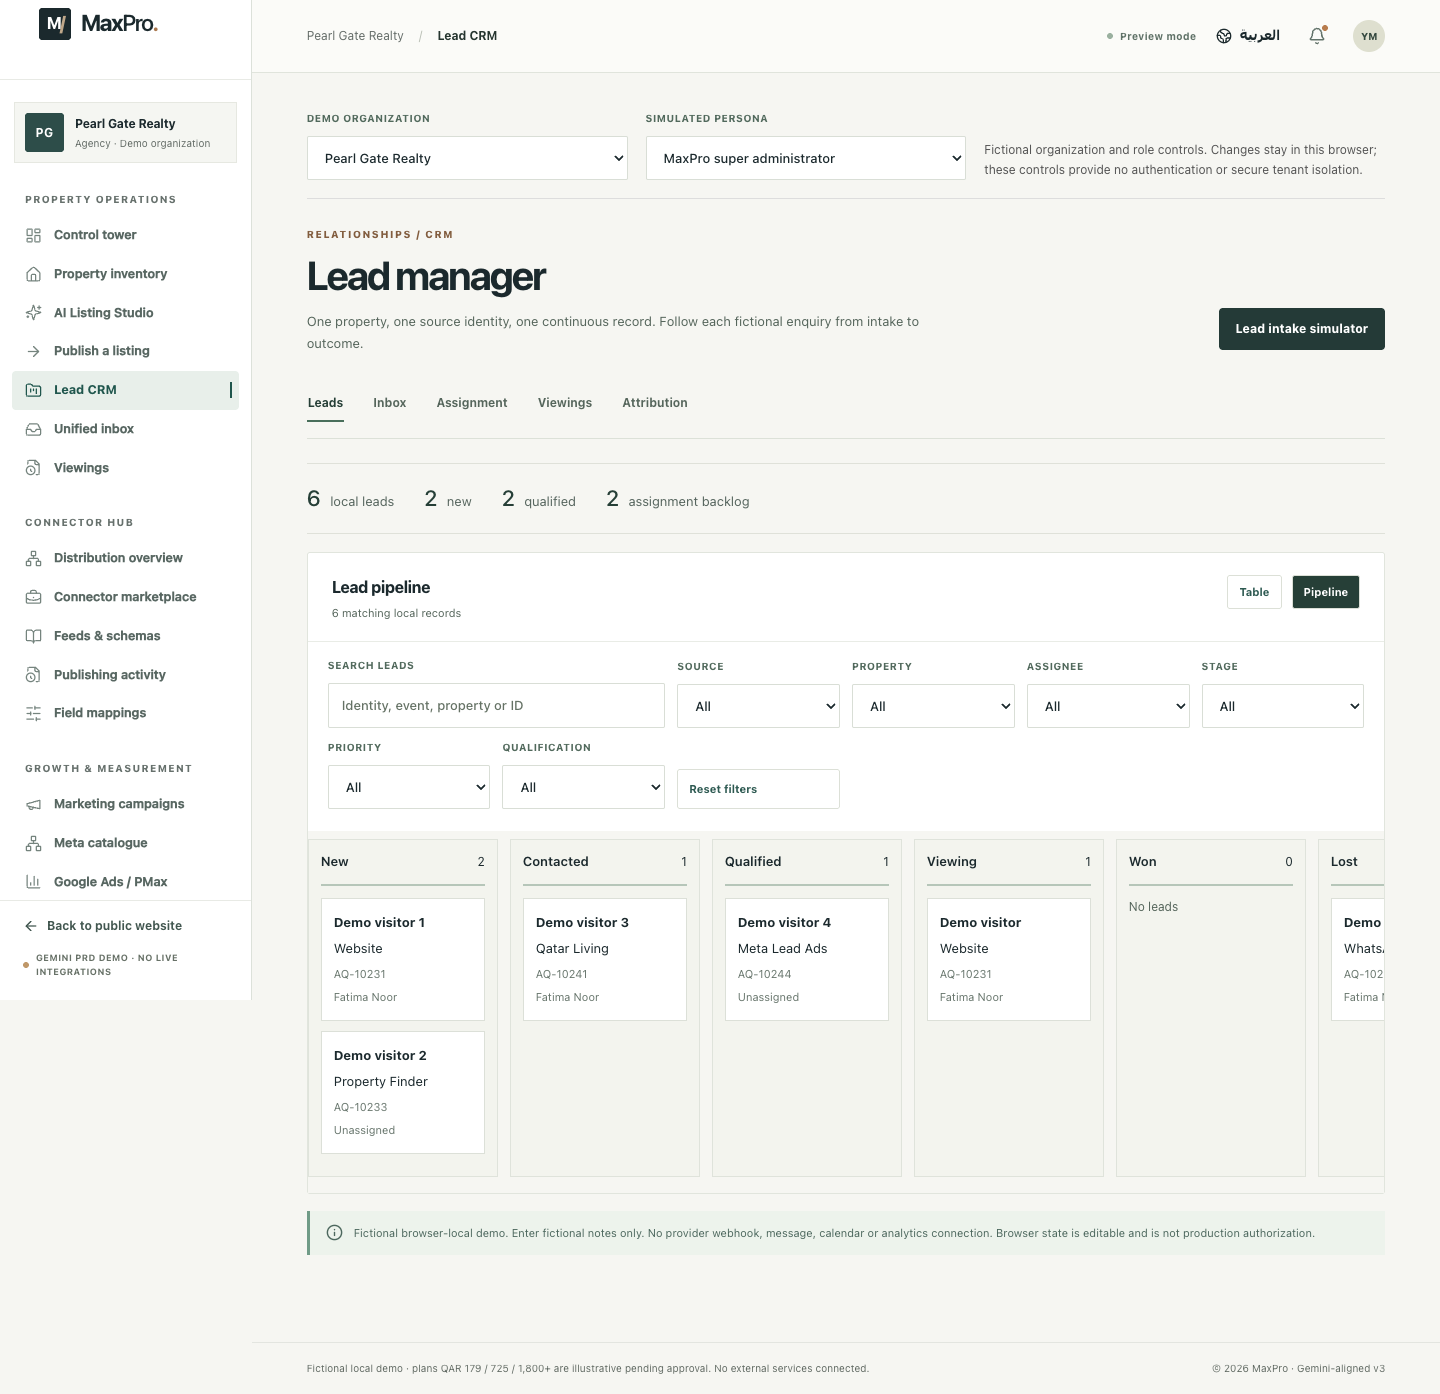 M/ MaxPro.
Pearl Gate Realty / Lead CRM
Preview mode
العربية
YM
PG
Pearl Gate Realty
Agency · Demo organization
PROPERTY OPERATIONS
Control tower
Property inventory
AI Listing Studio
Publish a listing
Lead CRM
Unified inbox
Viewings
CONNECTOR HUB
Distribution overview
Connector marketplace
Feeds & schemas
Publishing activity
Field mappings
GROWTH & MEASUREMENT
Marketing campaigns
Meta catalogue
Google Ads / PMax
Back to public website
GEMINI PRD DEMO · NO LIVE
INTEGRATIONS
DEMO ORGANIZATION
Pearl Gate Realty
SIMULATED PERSONA
MaxPro super administrator
Fictional organization and role controls. Changes stay in this browser;
these controls provide no authentication or secure tenant isolation.
RELATIONSHIPS / CRM
Lead manager
One property, one source identity, one continuous record. Follow each fictional enquiry from intake to
outcome.
Lead intake simulator
Leads Inbox Assignment Viewings Attribution
6 local leads 2 new 2 qualified 2 assignment backlog
Lead pipeline
6 matching local records
Table Pipeline
SEARCH LEADS
Identity, event, property or ID
SOURCE
All
PROPERTY
All
ASSIGNEE
All
STAGE
All
PRIORITY
All
QUALIFICATION
All
Reset filters
New 2
Demo visitor 1
Website
AQ-10231
Fatima Noor
Demo visitor 2
Property Finder
AQ-10233
Unassigned
Contacted 1
Demo visitor 3
Qatar Living
AQ-10241
Fatima Noor
Qualified 1
Demo visitor 4
Meta Lead Ads
AQ-10244
Unassigned
Viewing 1
Demo visitor
Website
AQ-10231
Fatima Noor
Won 0
No leads
Lost
Demo
Whats
AQ-102
Fatima
Fictional browser-local demo. Enter fictional notes only. No provider webhook, message, calendar or analytics connection. Browser state is editable and is not production authorization.
Fictional local demo · plans QAR 179 / 725 / 1,800+ are illustrative pending approval. No external services connected.
© 2026 MaxPro · Gemini-aligned v3